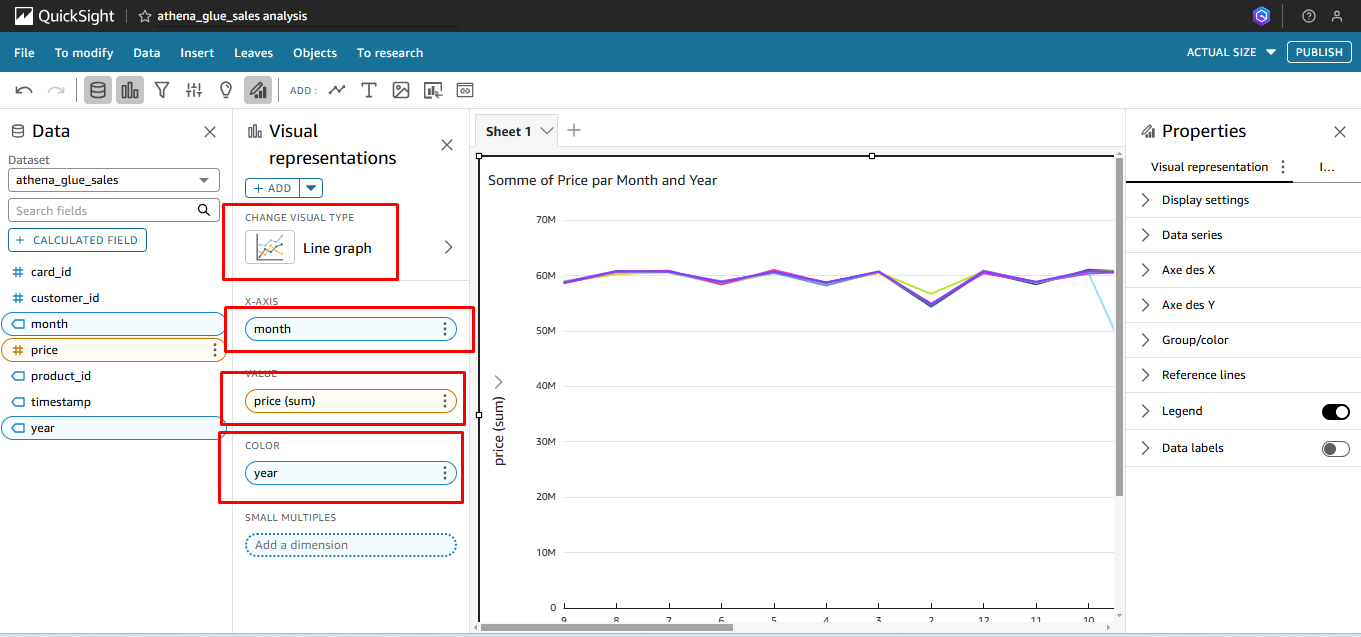 QuickSight
athena_glue_sales analysis
File To modify Data Insert Leaves Objects To research
ACTUAL SIZE PUBLISH
ADD :
Data
Dataset
athena_glue_sales
Search fields
+ CALCULATED FIELD
card_id
customer_id
month
price
product_id
timestamp
year
Visual
representations
+ ADD
CHANGE VISUAL TYPE
Line graph
X-AXIS
month
VALUE
price (sum)
COLOR
year
SMALL MULTIPLES
Add a dimension
Sheet 1
Somme of Price par Month and Year
price (sum)
70M
60M
50M
40M
30M
20M
10M
0
9 8 7 6 5 4 3 2 12 11 10
Properties
Visual representation I...
Display settings
Data series
Axe des X
Axe des Y
Group/color
Reference lines
Legend
Data labels